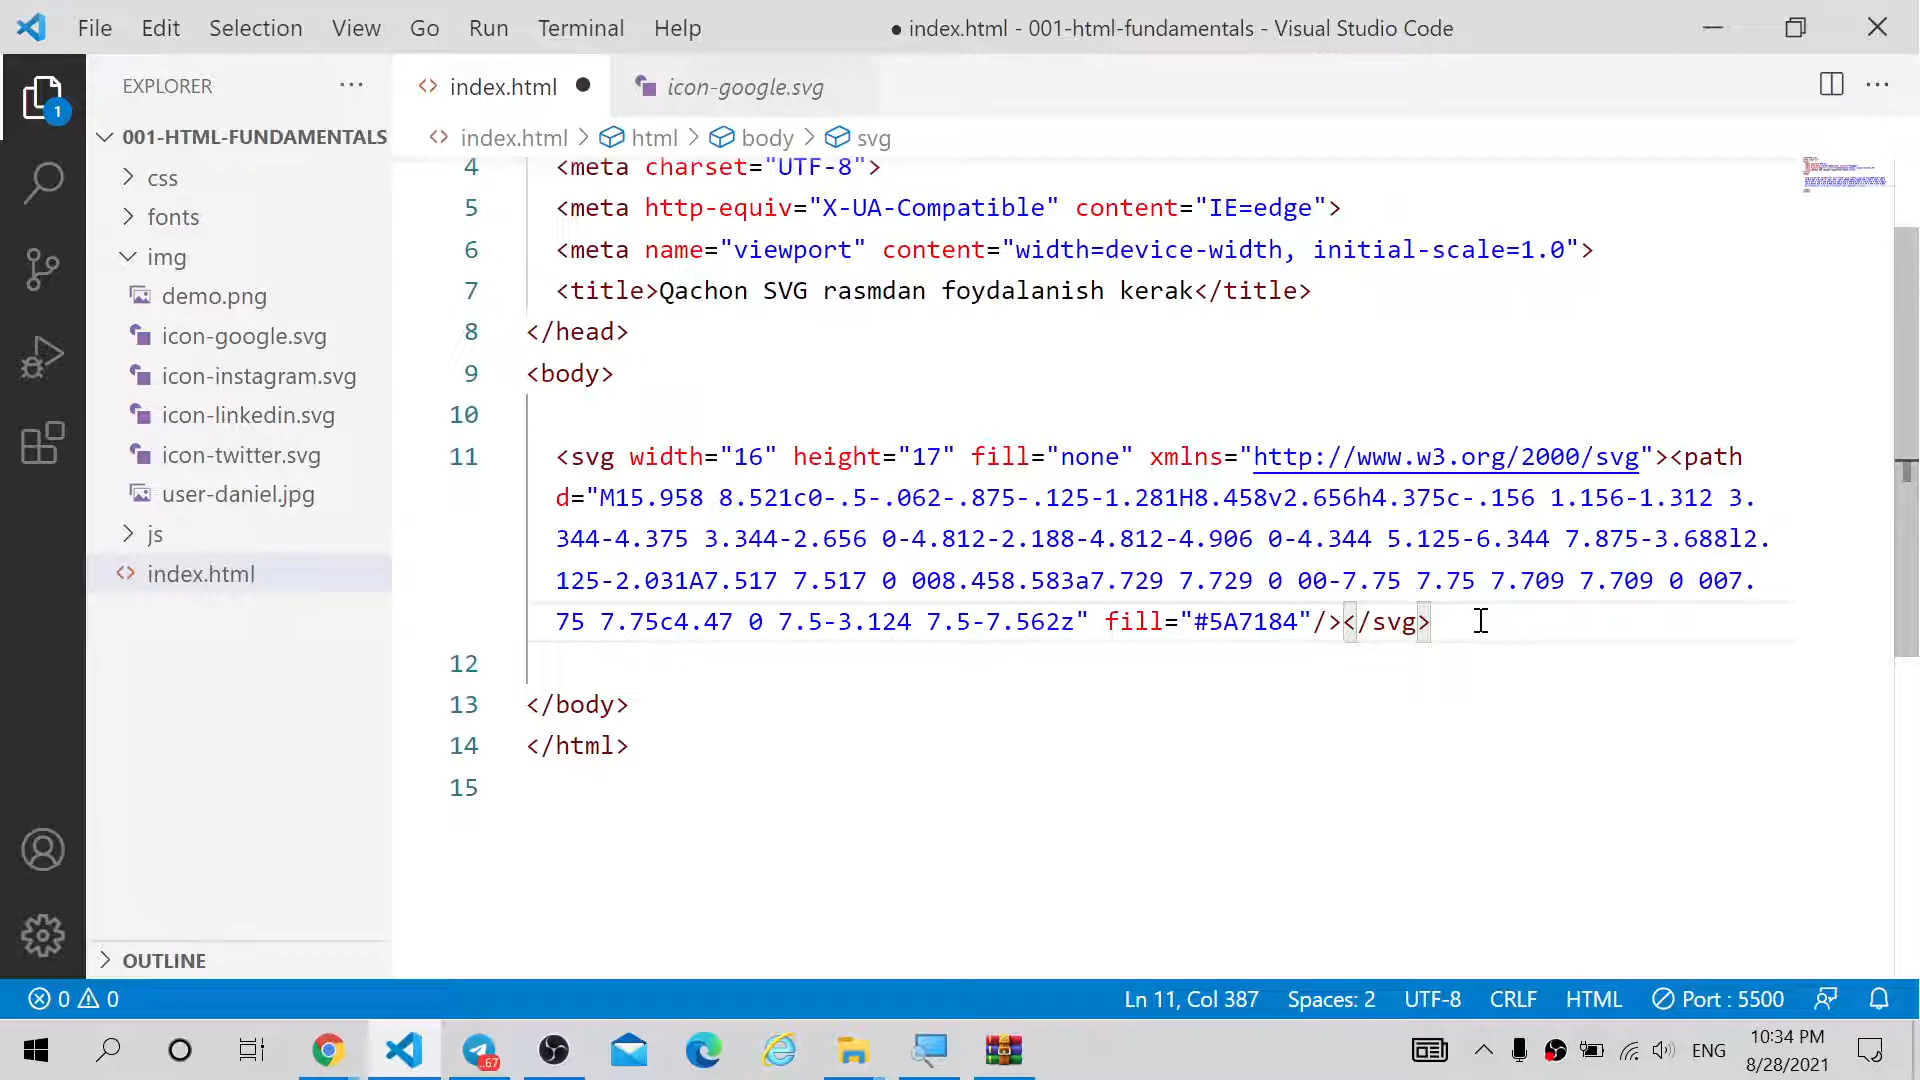 File Edit Selection View Go Run Terminal Help ● index.html - 001-html-fundamentals - Visual Studio Code
EXPLORER
index.html
icon-google.svg
index.html > html > body > svg
1
001-HTML-FUNDAMENTALS
css
fonts
img
demo.png
icon-google.svg
icon-instagram.svg
icon-linkedin.svg
icon-twitter.svg
user-daniel.jpg
js
index.html
OUTLINE
4 <meta charset="UTF-8">
5 <meta http-equiv="X-UA-Compatible" content="IE=edge">
6 <meta name="viewport" content="width=device-width, initial-scale=1.0">
7 <title>Qachon SVG rasmdan foydalanish kerak</title>
8 </head>
9 <body>
10
11 <svg width="16" height="17" fill="none" xmlns="http://www.w3.org/2000/svg"><path
d="M15.958 8.521c0-.5-.062-.875-.125-1.281H8.458v2.656h4.375c-.156 1.156-1.312 3.
344-4.375 3.344-2.656 0-4.812-2.188-4.812-4.906 0-4.344 5.125-6.344 7.875-3.688l2.
125-2.031A7.517 7.517 0 008.458.583a7.729 7.729 0 00-7.75 7.75 7.709 7.709 0 007.
75 7.75c4.47 0 7.5-3.124 7.5-7.562z" fill="#5A7184"/></svg>
12
13 </body>
14 </html>
15
0 0
Ln 11, Col 387 Spaces: 2 UTF-8 CRLF HTML Port : 5500
67
ENG
10:34 PM
8/28/2021